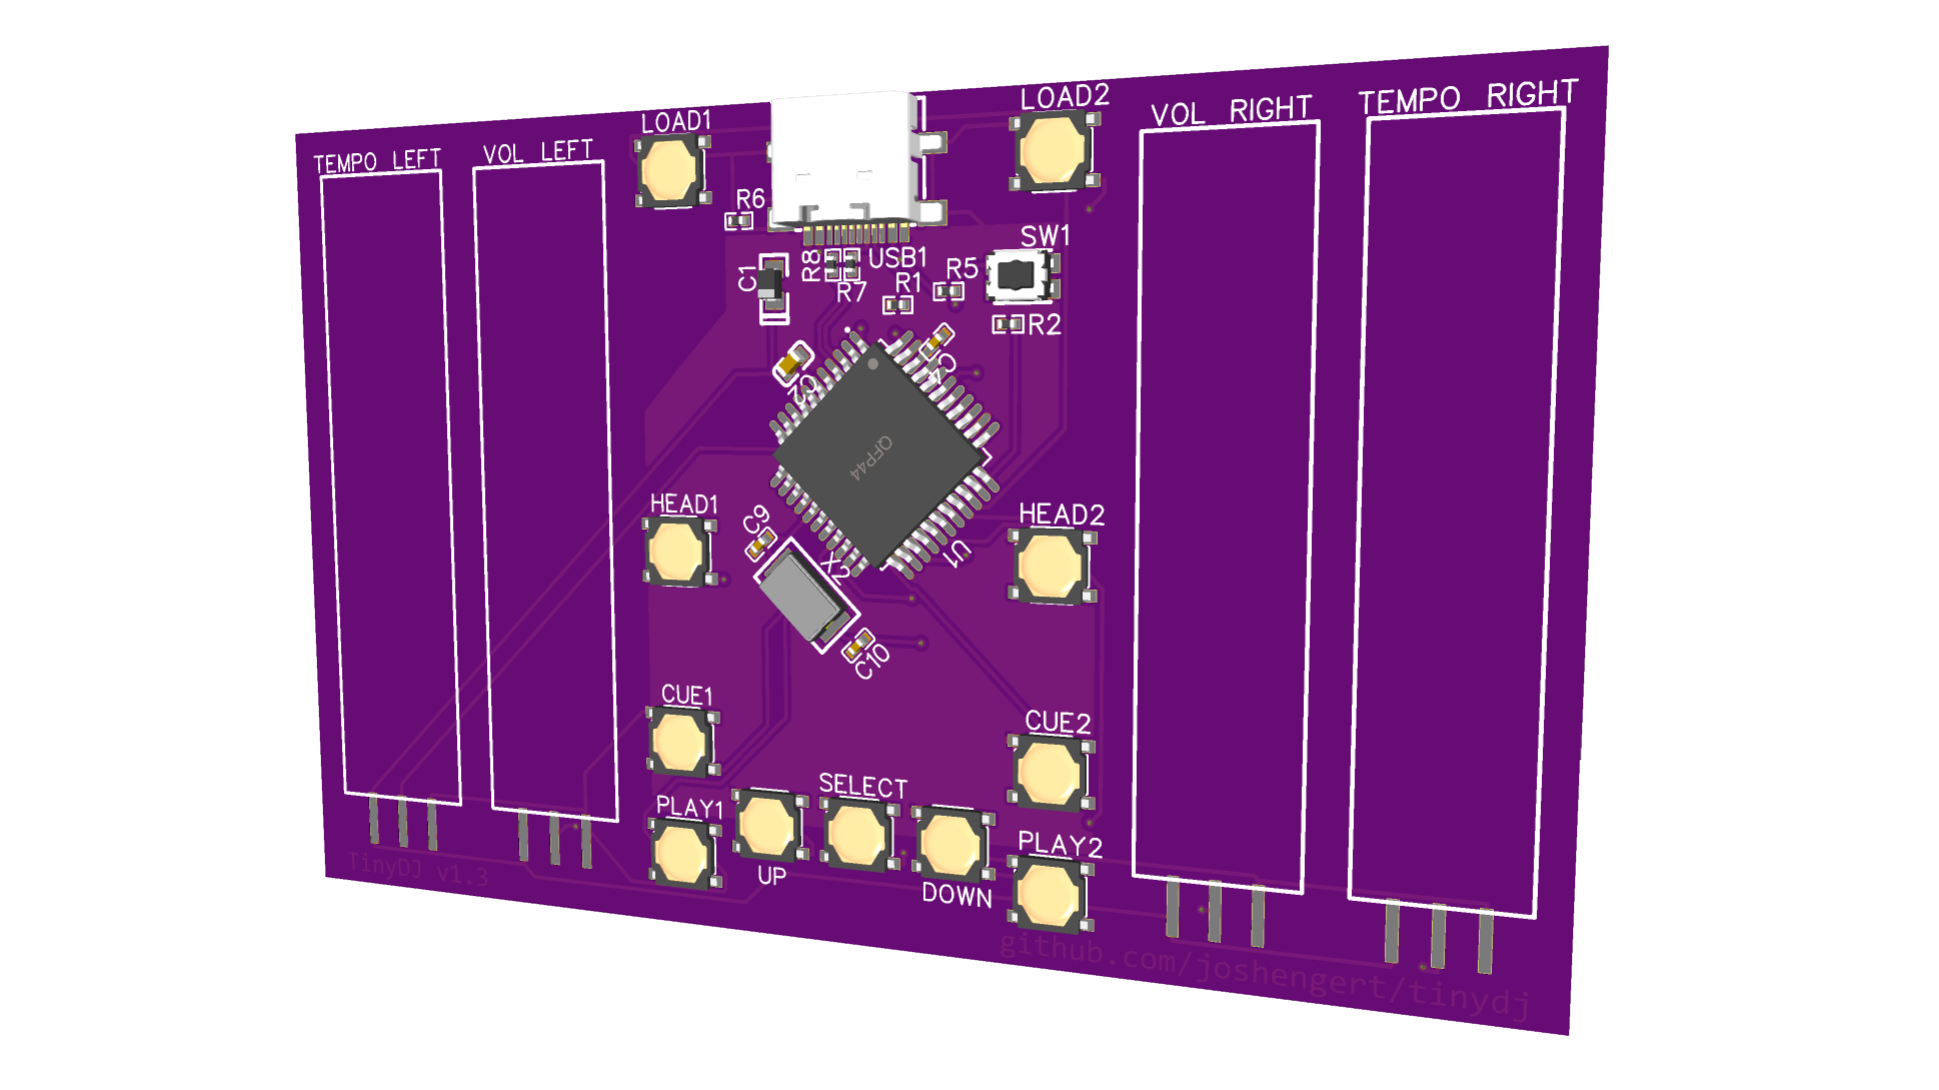 TEMPO LEFT
VOL LEFT
LOAD1
LOAD2
VOL RIGHT
TEMPO RIGHT
R6
SW1
C1
R8
USB1
R7
R1
R5
R2
C2
C4
QFP44
U1
HEAD1
HEAD2
C9
X2
C10
CUE1
CUE2
SELECT
PLAY1
PLAY2
UP
DOWN
TinyDJ v1.3
github.com/joshengert/tinydj